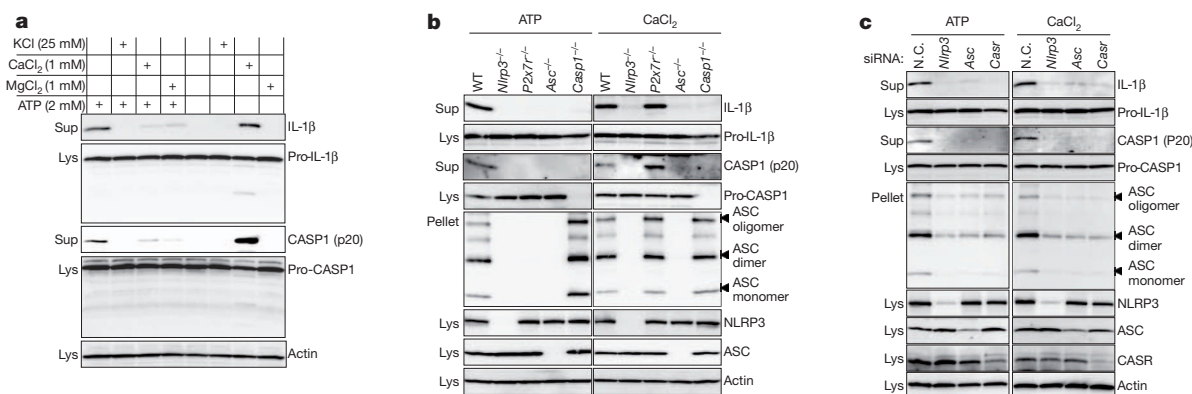 a
KCl (25 mM) + +
CaCl₂ (1 mM) + +
MgCl₂ (1 mM) + +
ATP (2 mM) + + + +
Sup IL-1β
Lys Pro-IL-1β
Sup CASP1 (p20)
Lys Pro-CASP1
Lys Actin
b
ATP CaCl₂
WT Nlrp3⁻/⁻ P2x7r⁻/⁻ Asc⁻/⁻ Casp1⁻/⁻ WT Nlrp3⁻/⁻ P2x7r⁻/⁻ Asc⁻/⁻ Casp1⁻/⁻
Sup IL-1β
Lys Pro-IL-1β
Sup CASP1 (p20)
Lys Pro-CASP1
Pellet ASC
oligomer
ASC
dimer
ASC
monomer
Lys NLRP3
Lys ASC
Lys Actin
c
ATP CaCl₂
siRNA: N.C. Nlrp3 Asc Casr N.C. Nlrp3 Asc Casr
Sup IL-1β
Lys Pro-IL-1β
Sup CASP1 (P20)
Lys Pro-CASP1
Pellet ASC
oligomer
ASC
dimer
ASC
monomer
Lys NLRP3
Lys ASC
Lys CASR
Lys Actin